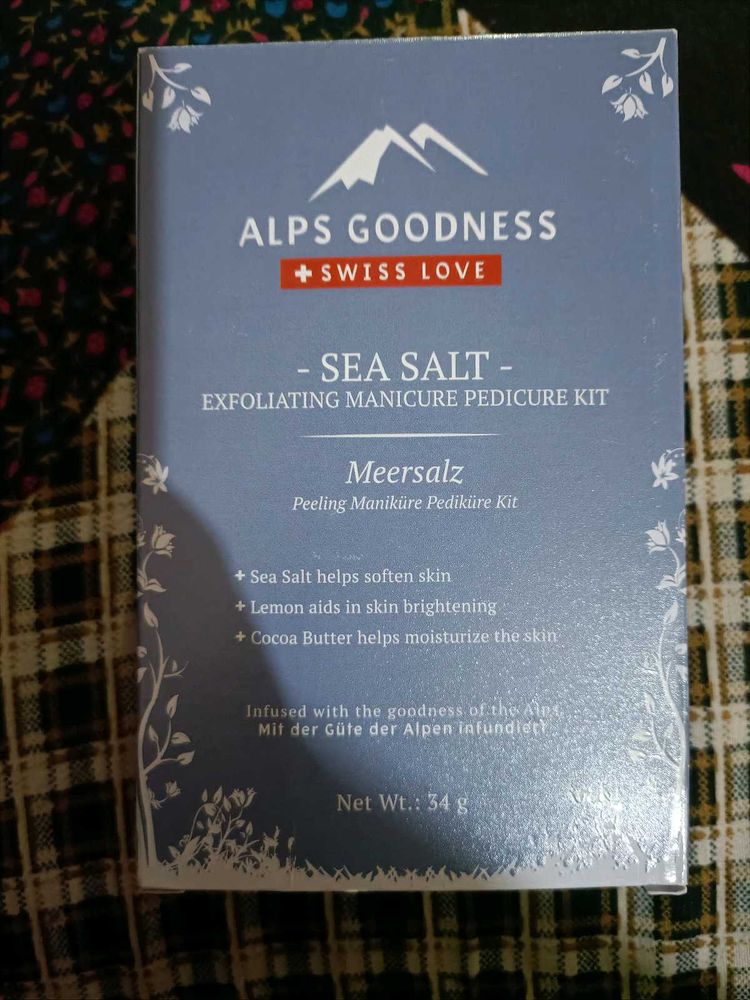 ALPS GOODNESS
+ SWISS LOVE
- SEA SALT -
EXFOLIATING MANICURE PEDICURE KIT
Meersalz
Peeling Maniküre Pediküre Kit
+ Sea Salt helps soften skin
+ Lemon aids in skin brightening
+ Cocoa Butter helps moisturize the skin
Infused with the goodness of the Alps
Mit der Güte der Alpen infundiert
Net Wt.: 34 g